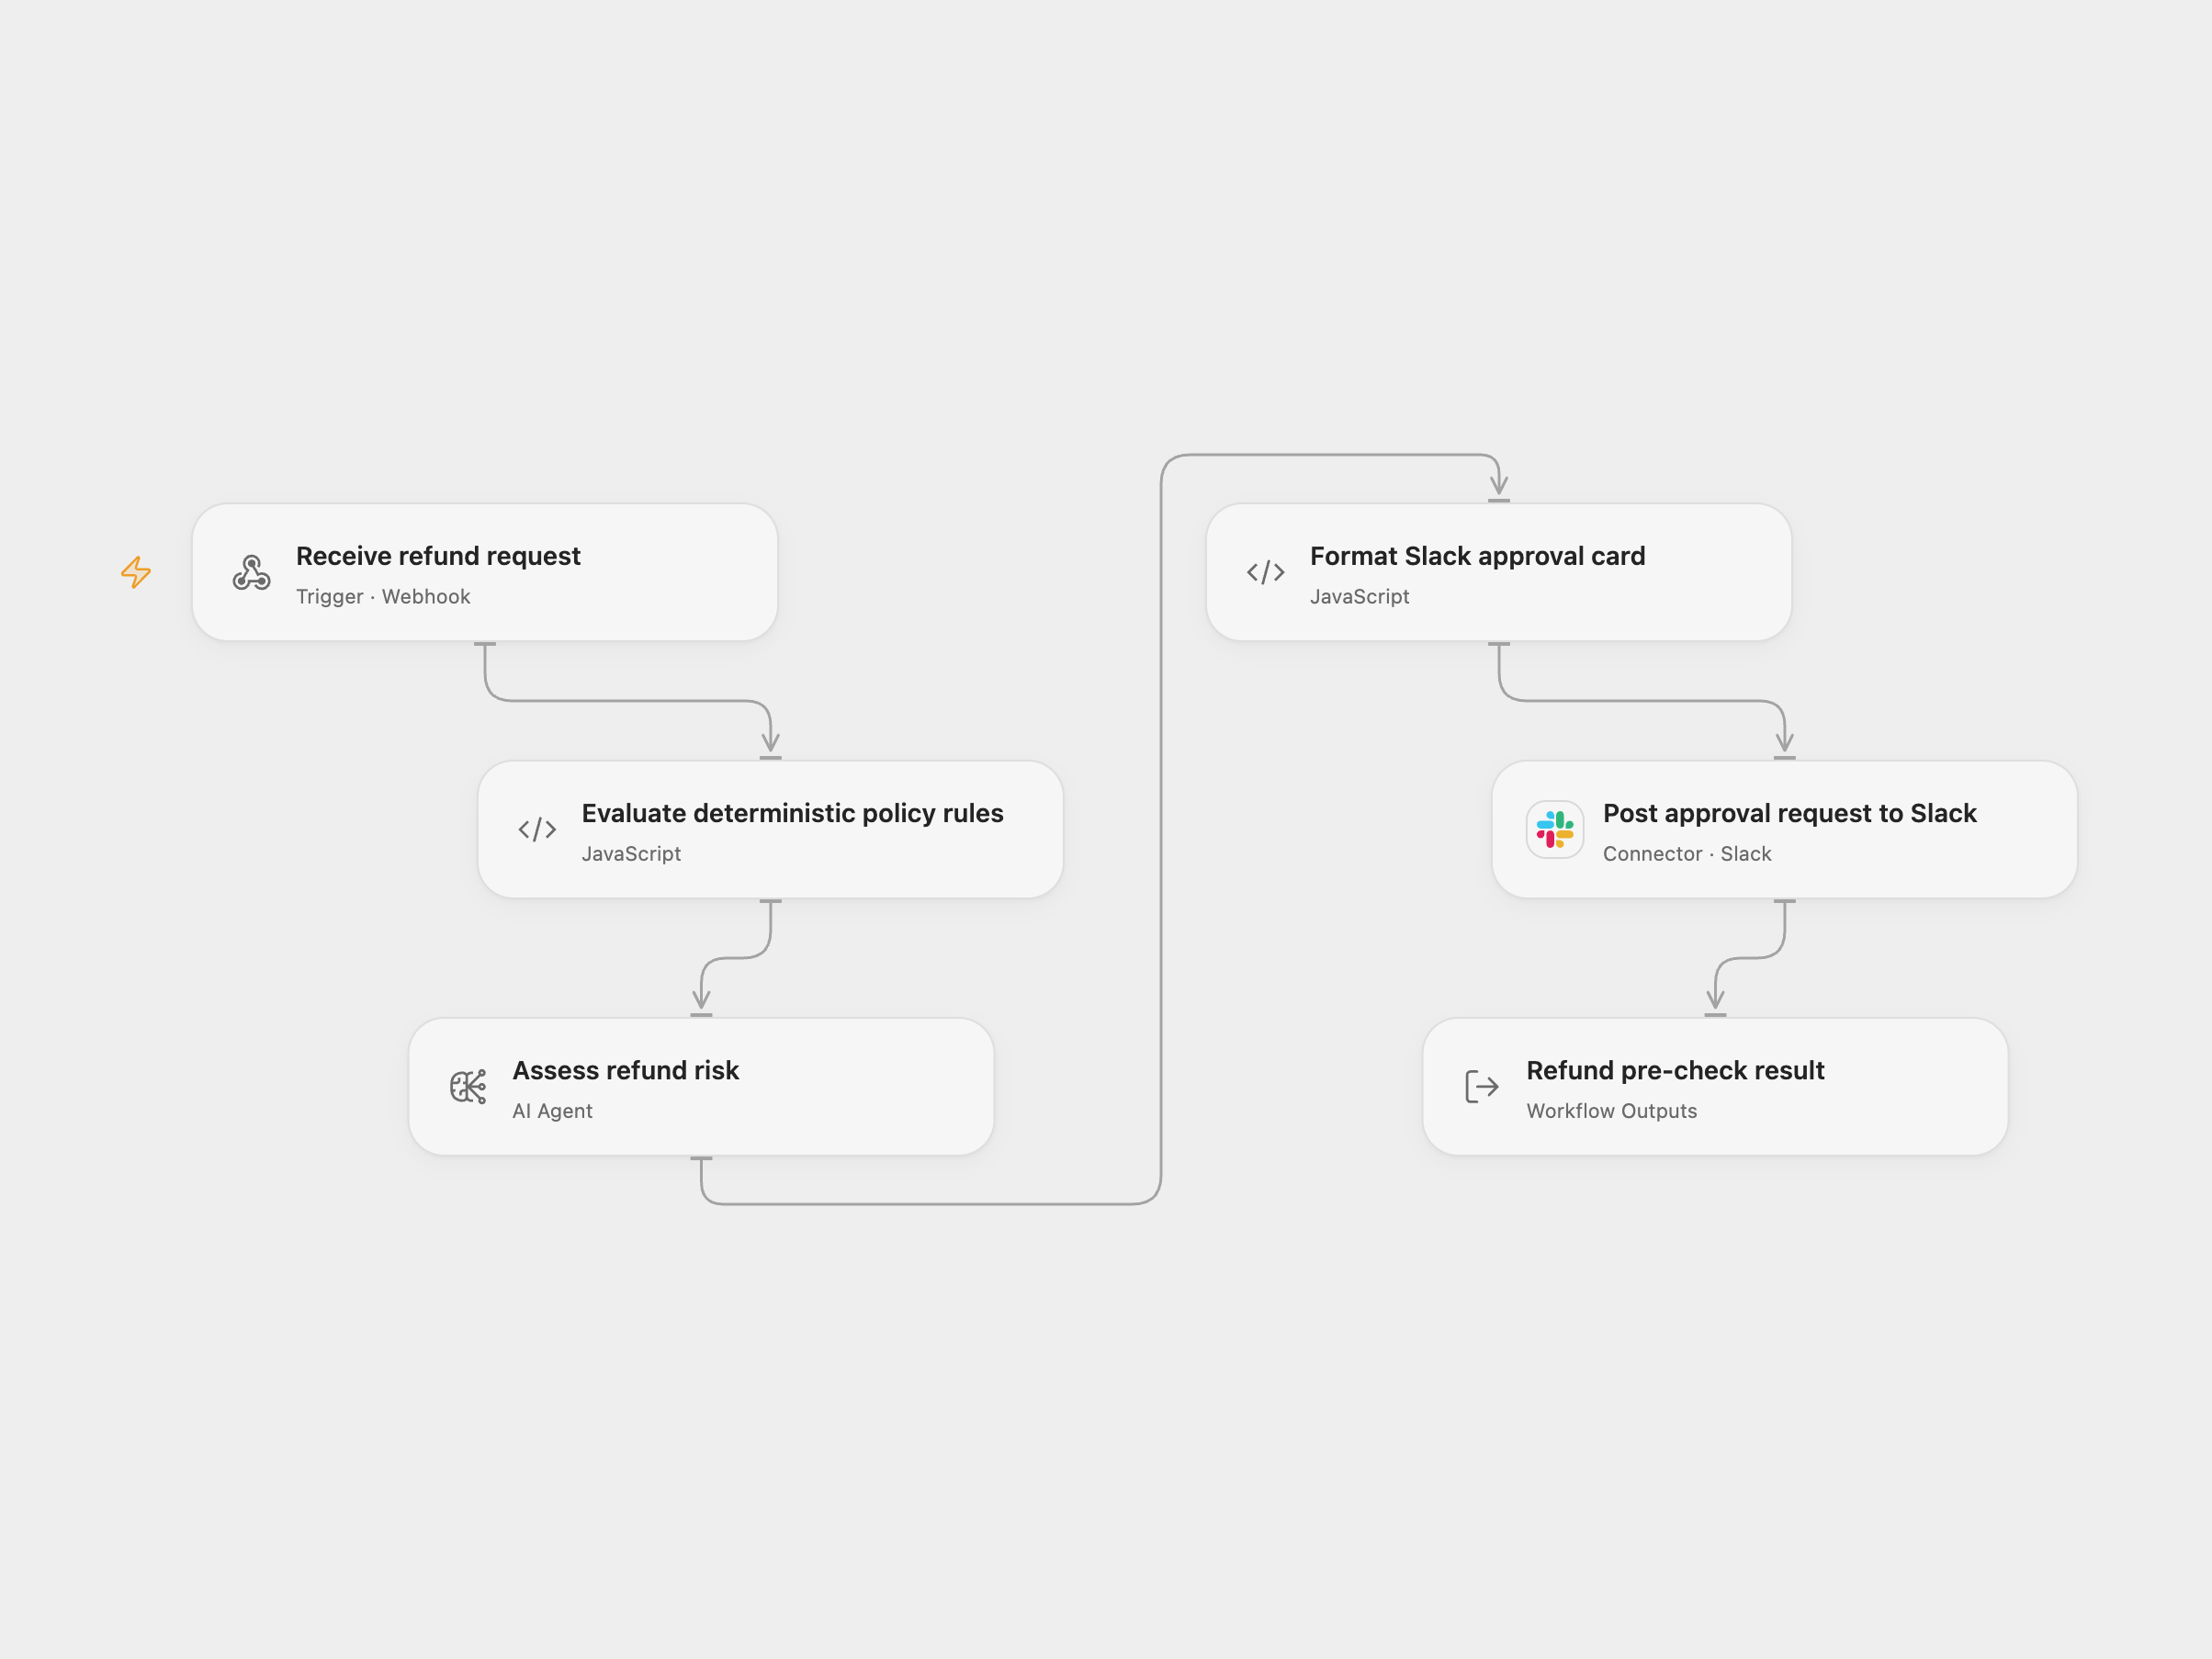 Receive refund request
Trigger · Webhook
Evaluate deterministic policy rules
JavaScript
Assess refund risk
AI Agent
Format Slack approval card
JavaScript
Post approval request to Slack
Connector · Slack
Refund pre-check result
Workflow Outputs